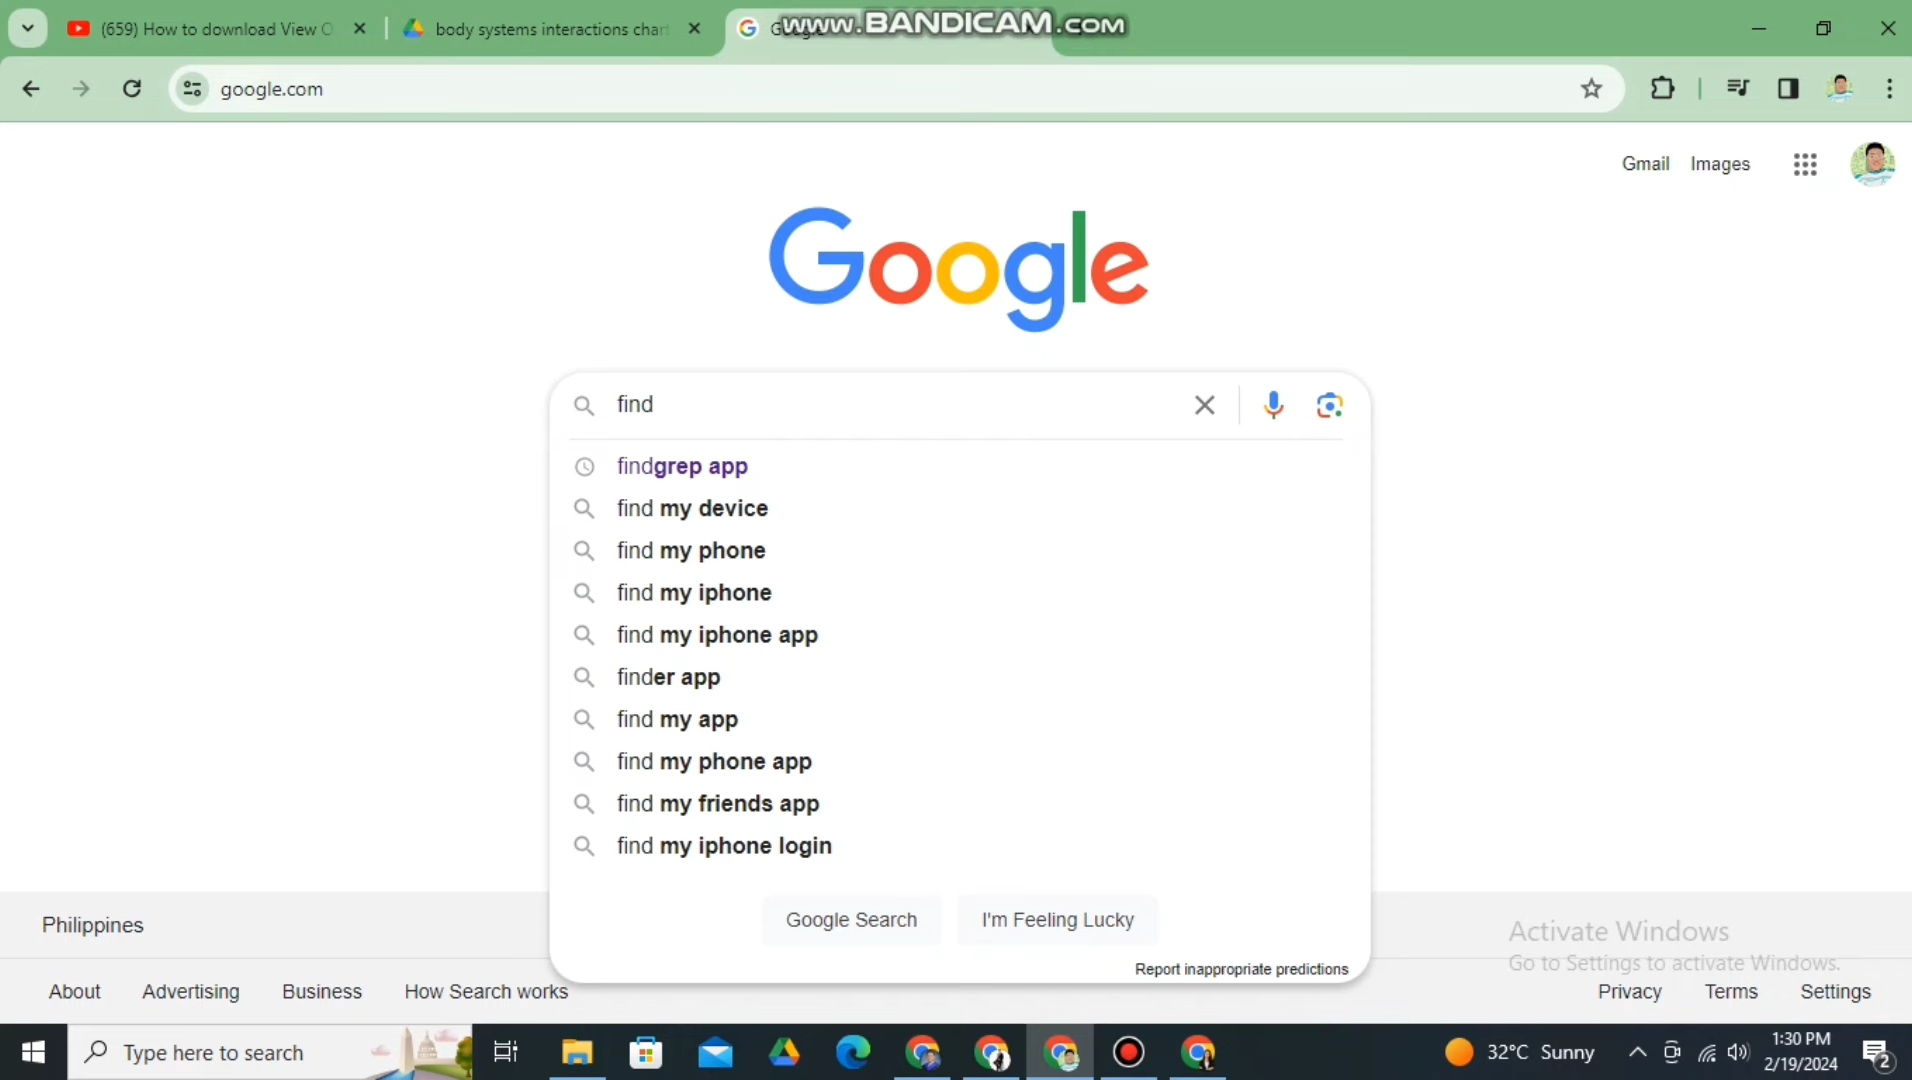 (659) How to download View O
body systems interactions chart
www.BANDICAM.com
google.com
Gmail
Images
Google
find
findgrep app
find my device
find my phone
find my iphone
find my iphone app
finder app
find my app
find my phone app
find my friends app
find my iphone login
Google Search
I'm Feeling Lucky
Report inappropriate predictions
Philippines
Activate Windows
Go to Settings to activate Windows.
About
Advertising
Business
How Search works
Privacy
Terms
Settings
Type here to search
32°C Sunny
1:30 PM
2/19/2024
2